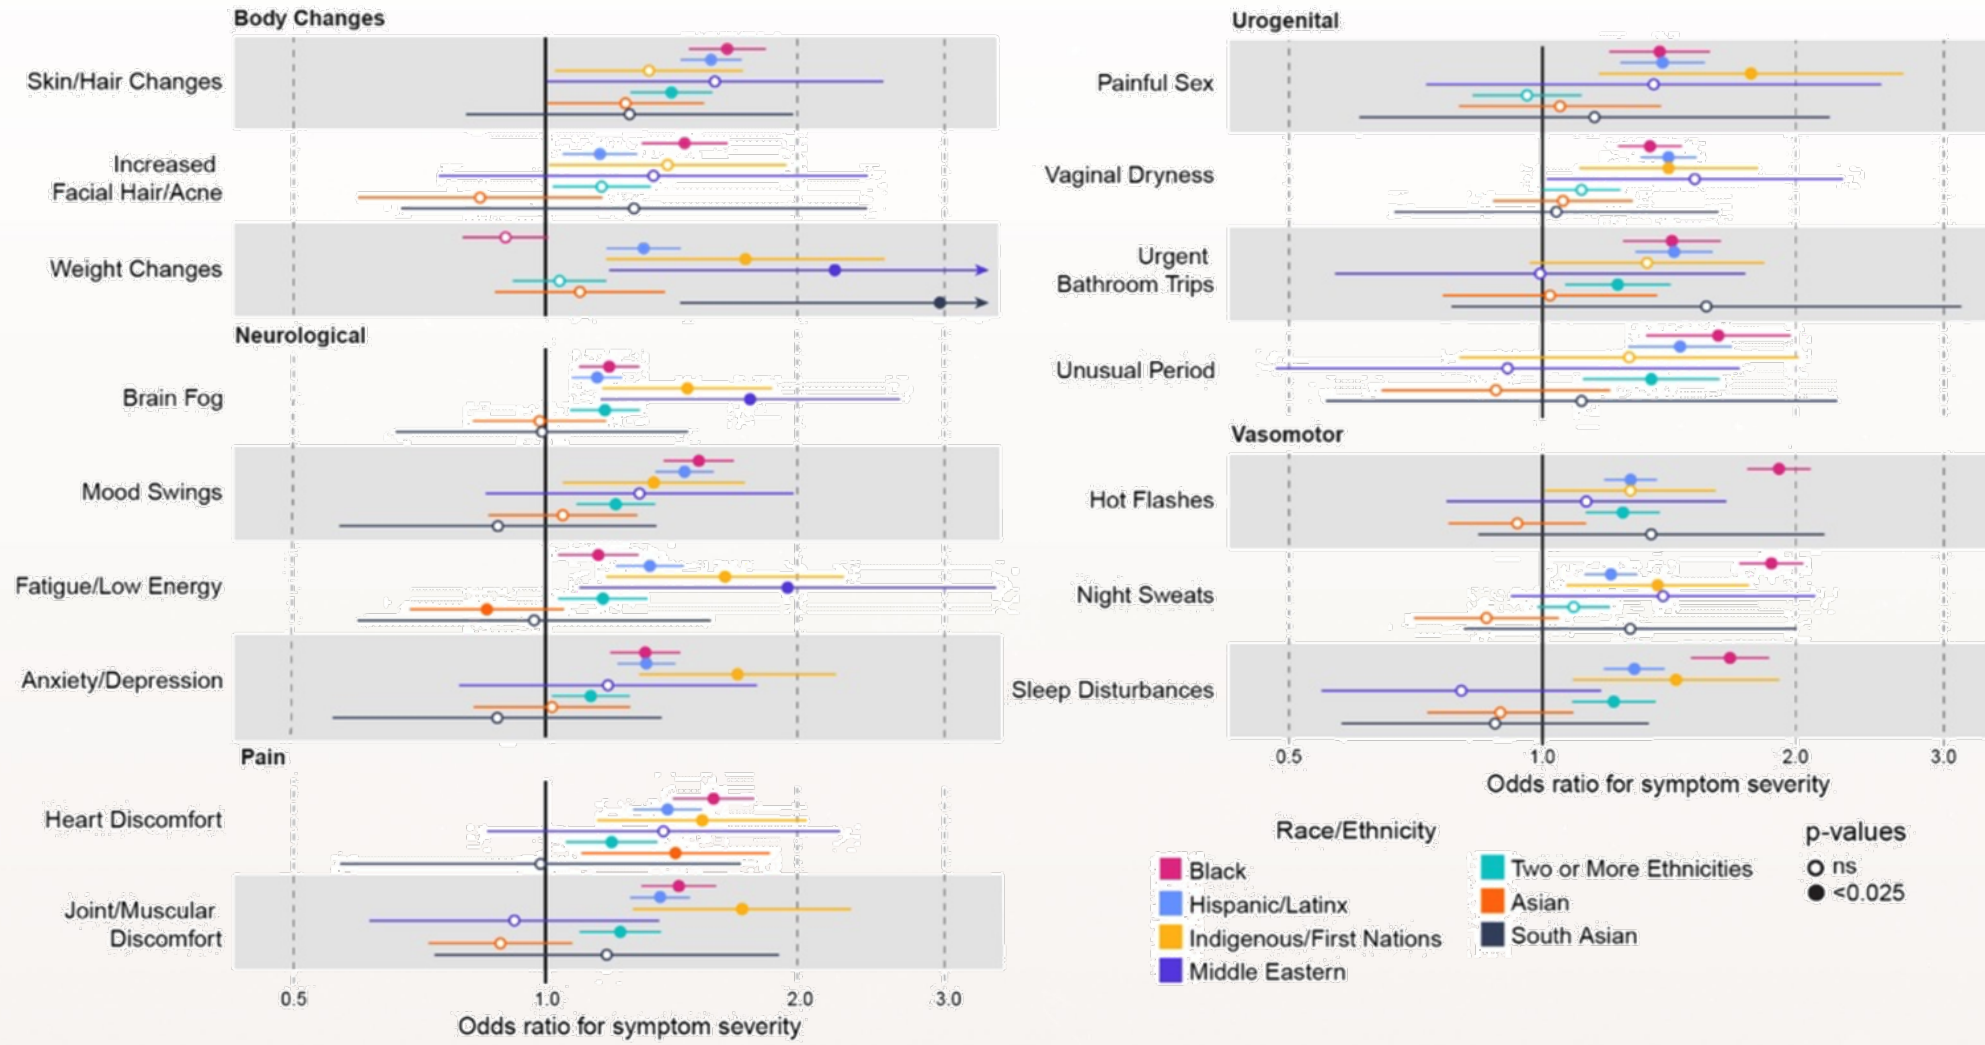 Body Changes
Skin/Hair Changes
Increased
Facial Hair/Acne
Weight Changes
Neurological
Brain Fog
Mood Swings
Fatigue/Low Energy
Anxiety/Depression
Pain
Heart Discomfort
Joint/Muscular
Discomfort
0.5 1.0 2.0 3.0
Odds ratio for symptom severity
Urogenital
Painful Sex
Vaginal Dryness
Urgent
Bathroom Trips
Unusual Period
Vasomotor
Hot Flashes
Night Sweats
Sleep Disturbances
0.5 1.0 2.0 3.0
Odds ratio for symptom severity
Race/Ethnicity
Black
Hispanic/Latinx
Indigenous/First Nations
Middle Eastern
Two or More Ethnicities
Asian
South Asian
p-values
ns
<0.025